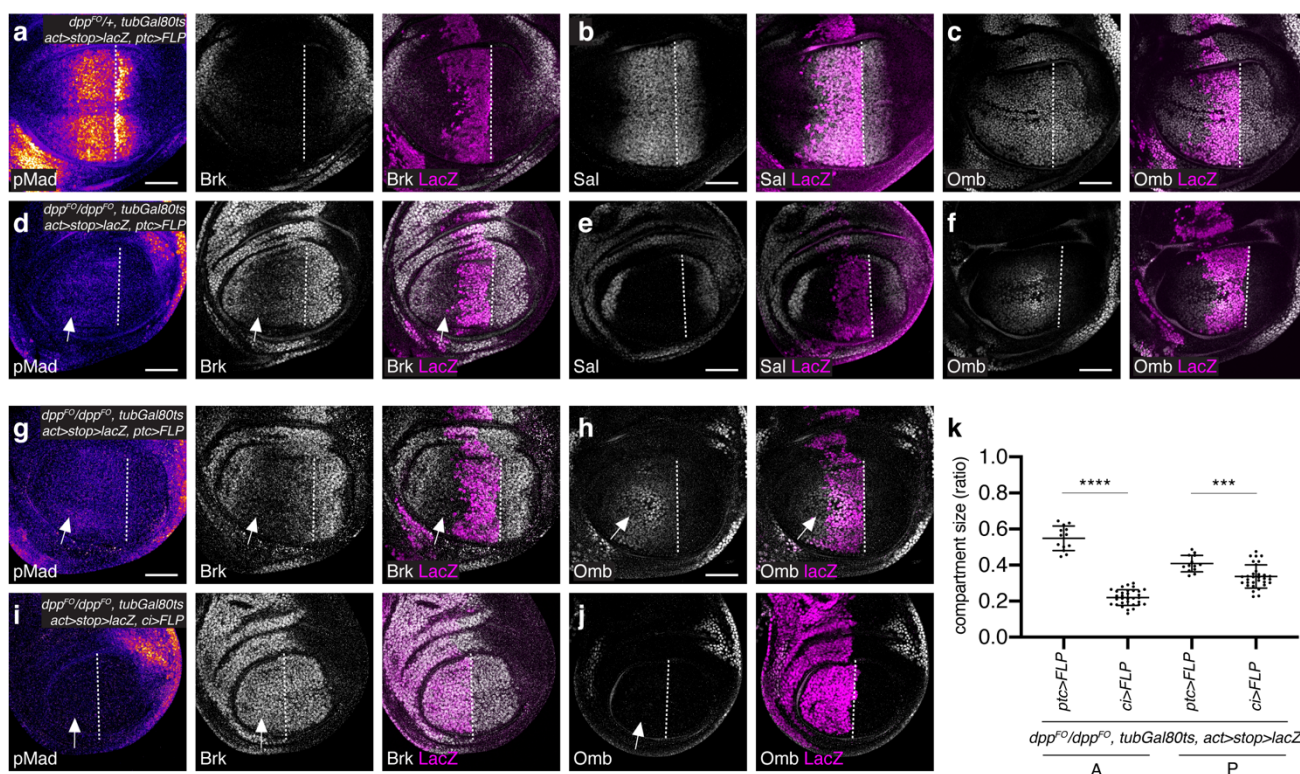 a
dpp^FO/+, tubGal80ts
act>stop>lacZ, ptc>FLP
pMad
Brk
Brk LacZ
b
Sal
Sal LacZ
c
Omb
Omb LacZ
d
dpp^FO/dpp^FO, tubGal80ts
act>stop>lacZ, ptc>FLP
pMad
Brk
Brk LacZ
e
Sal
Sal LacZ
f
Omb
Omb LacZ
g
dpp^FO/dpp^FO, tubGal80ts
act>stop>lacZ, ptc>FLP
pMad
Brk
Brk LacZ
h
Omb
Omb lacZ
i
dpp^FO/dpp^FO, tubGal80ts
act>stop>lacZ, ci>FLP
pMad
Brk
Brk LacZ
j
Omb
Omb LacZ
k
compartment size (ratio)
1.0
0.8
0.6
0.4
0.2
0.0
****
***
ptc>FLP
ci>FLP
ptc>FLP
ci>FLP
dpp^FO/dpp^FO, tubGal80ts, act>stop>lacZ
A P